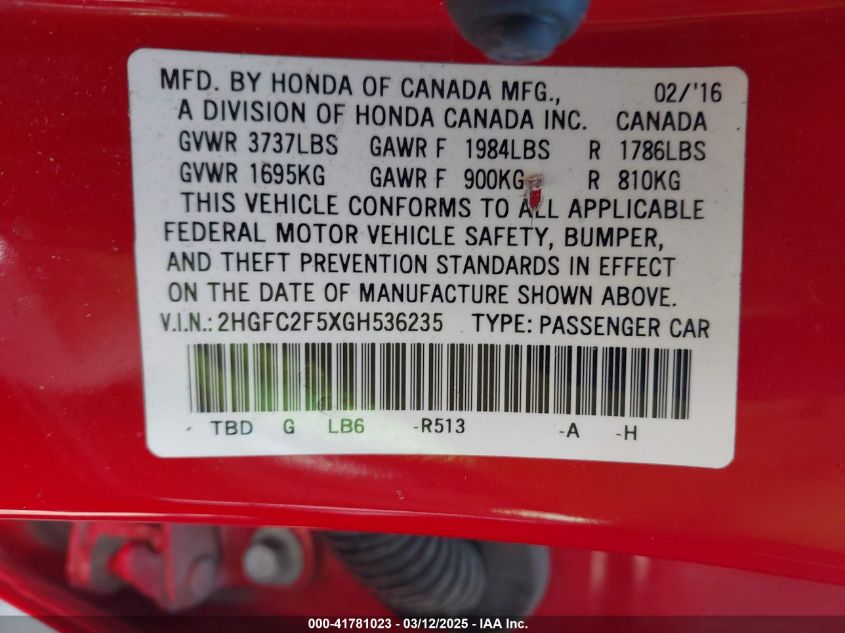 MFD. BY HONDA OF CANADA MFG., 02/'16
A DIVISION OF HONDA CANADA INC. CANADA
GVWR 3737LBS GAWR F 1984LBS R 1786LBS
GVWR 1695KG GAWR F 900KG R 810KG
THIS VEHICLE CONFORMS TO ALL APPLICABLE
FEDERAL MOTOR VEHICLE SAFETY, BUMPER,
AND THEFT PREVENTION STANDARDS IN EFFECT
ON THE DATE OF MANUFACTURE SHOWN ABOVE.
V.I.N.: 2HGFC2F5XGH536235 TYPE: PASSENGER CAR
TBD G LB6 -R513 -A -H
000-41781023 - 03/12/2025 - IAA Inc.